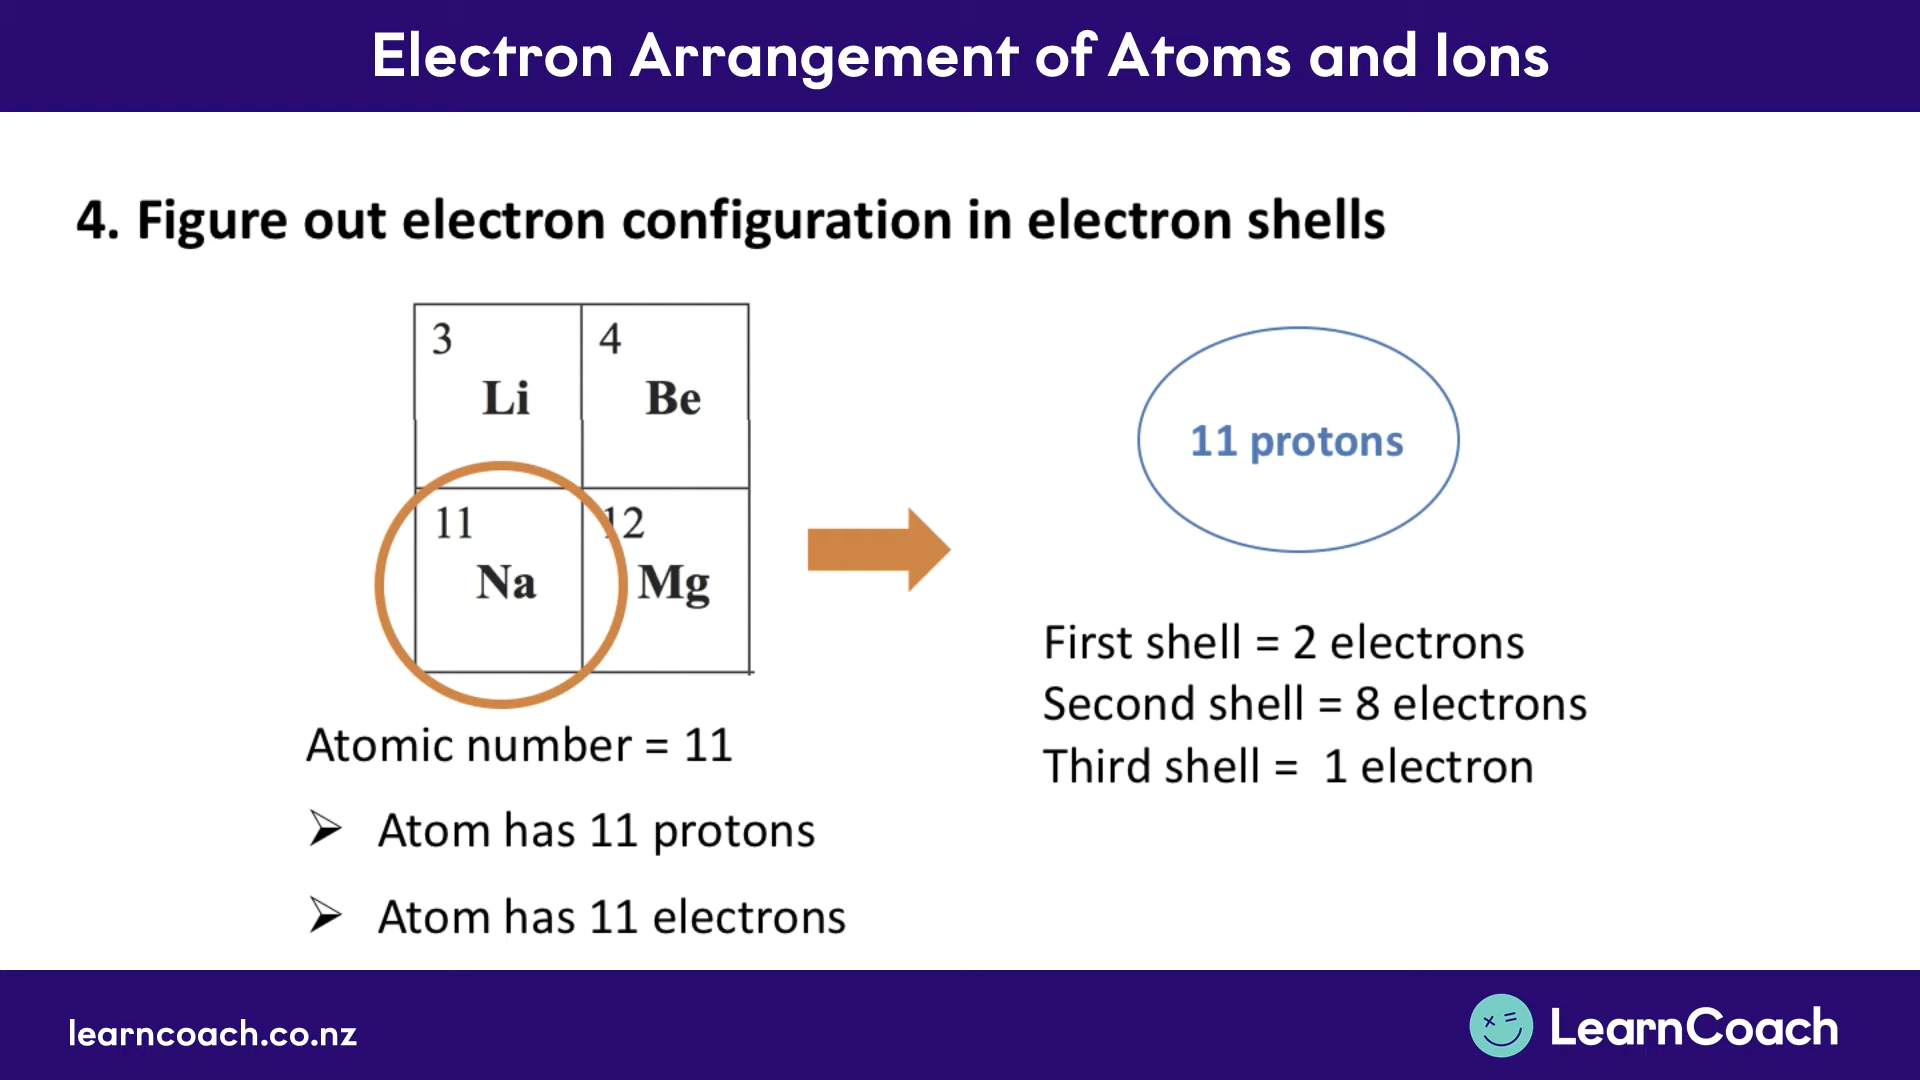 Electron Arrangement of Atoms and Ions
4. Figure out electron configuration in electron shells
3
Li
4
Be
11
Na
12
Mg
Atomic number = 11
➢ Atom has 11 protons
➢ Atom has 11 electrons
11 protons
First shell = 2 electrons
Second shell = 8 electrons
Third shell = 1 electron
learncoach.co.nz
LearnCoach